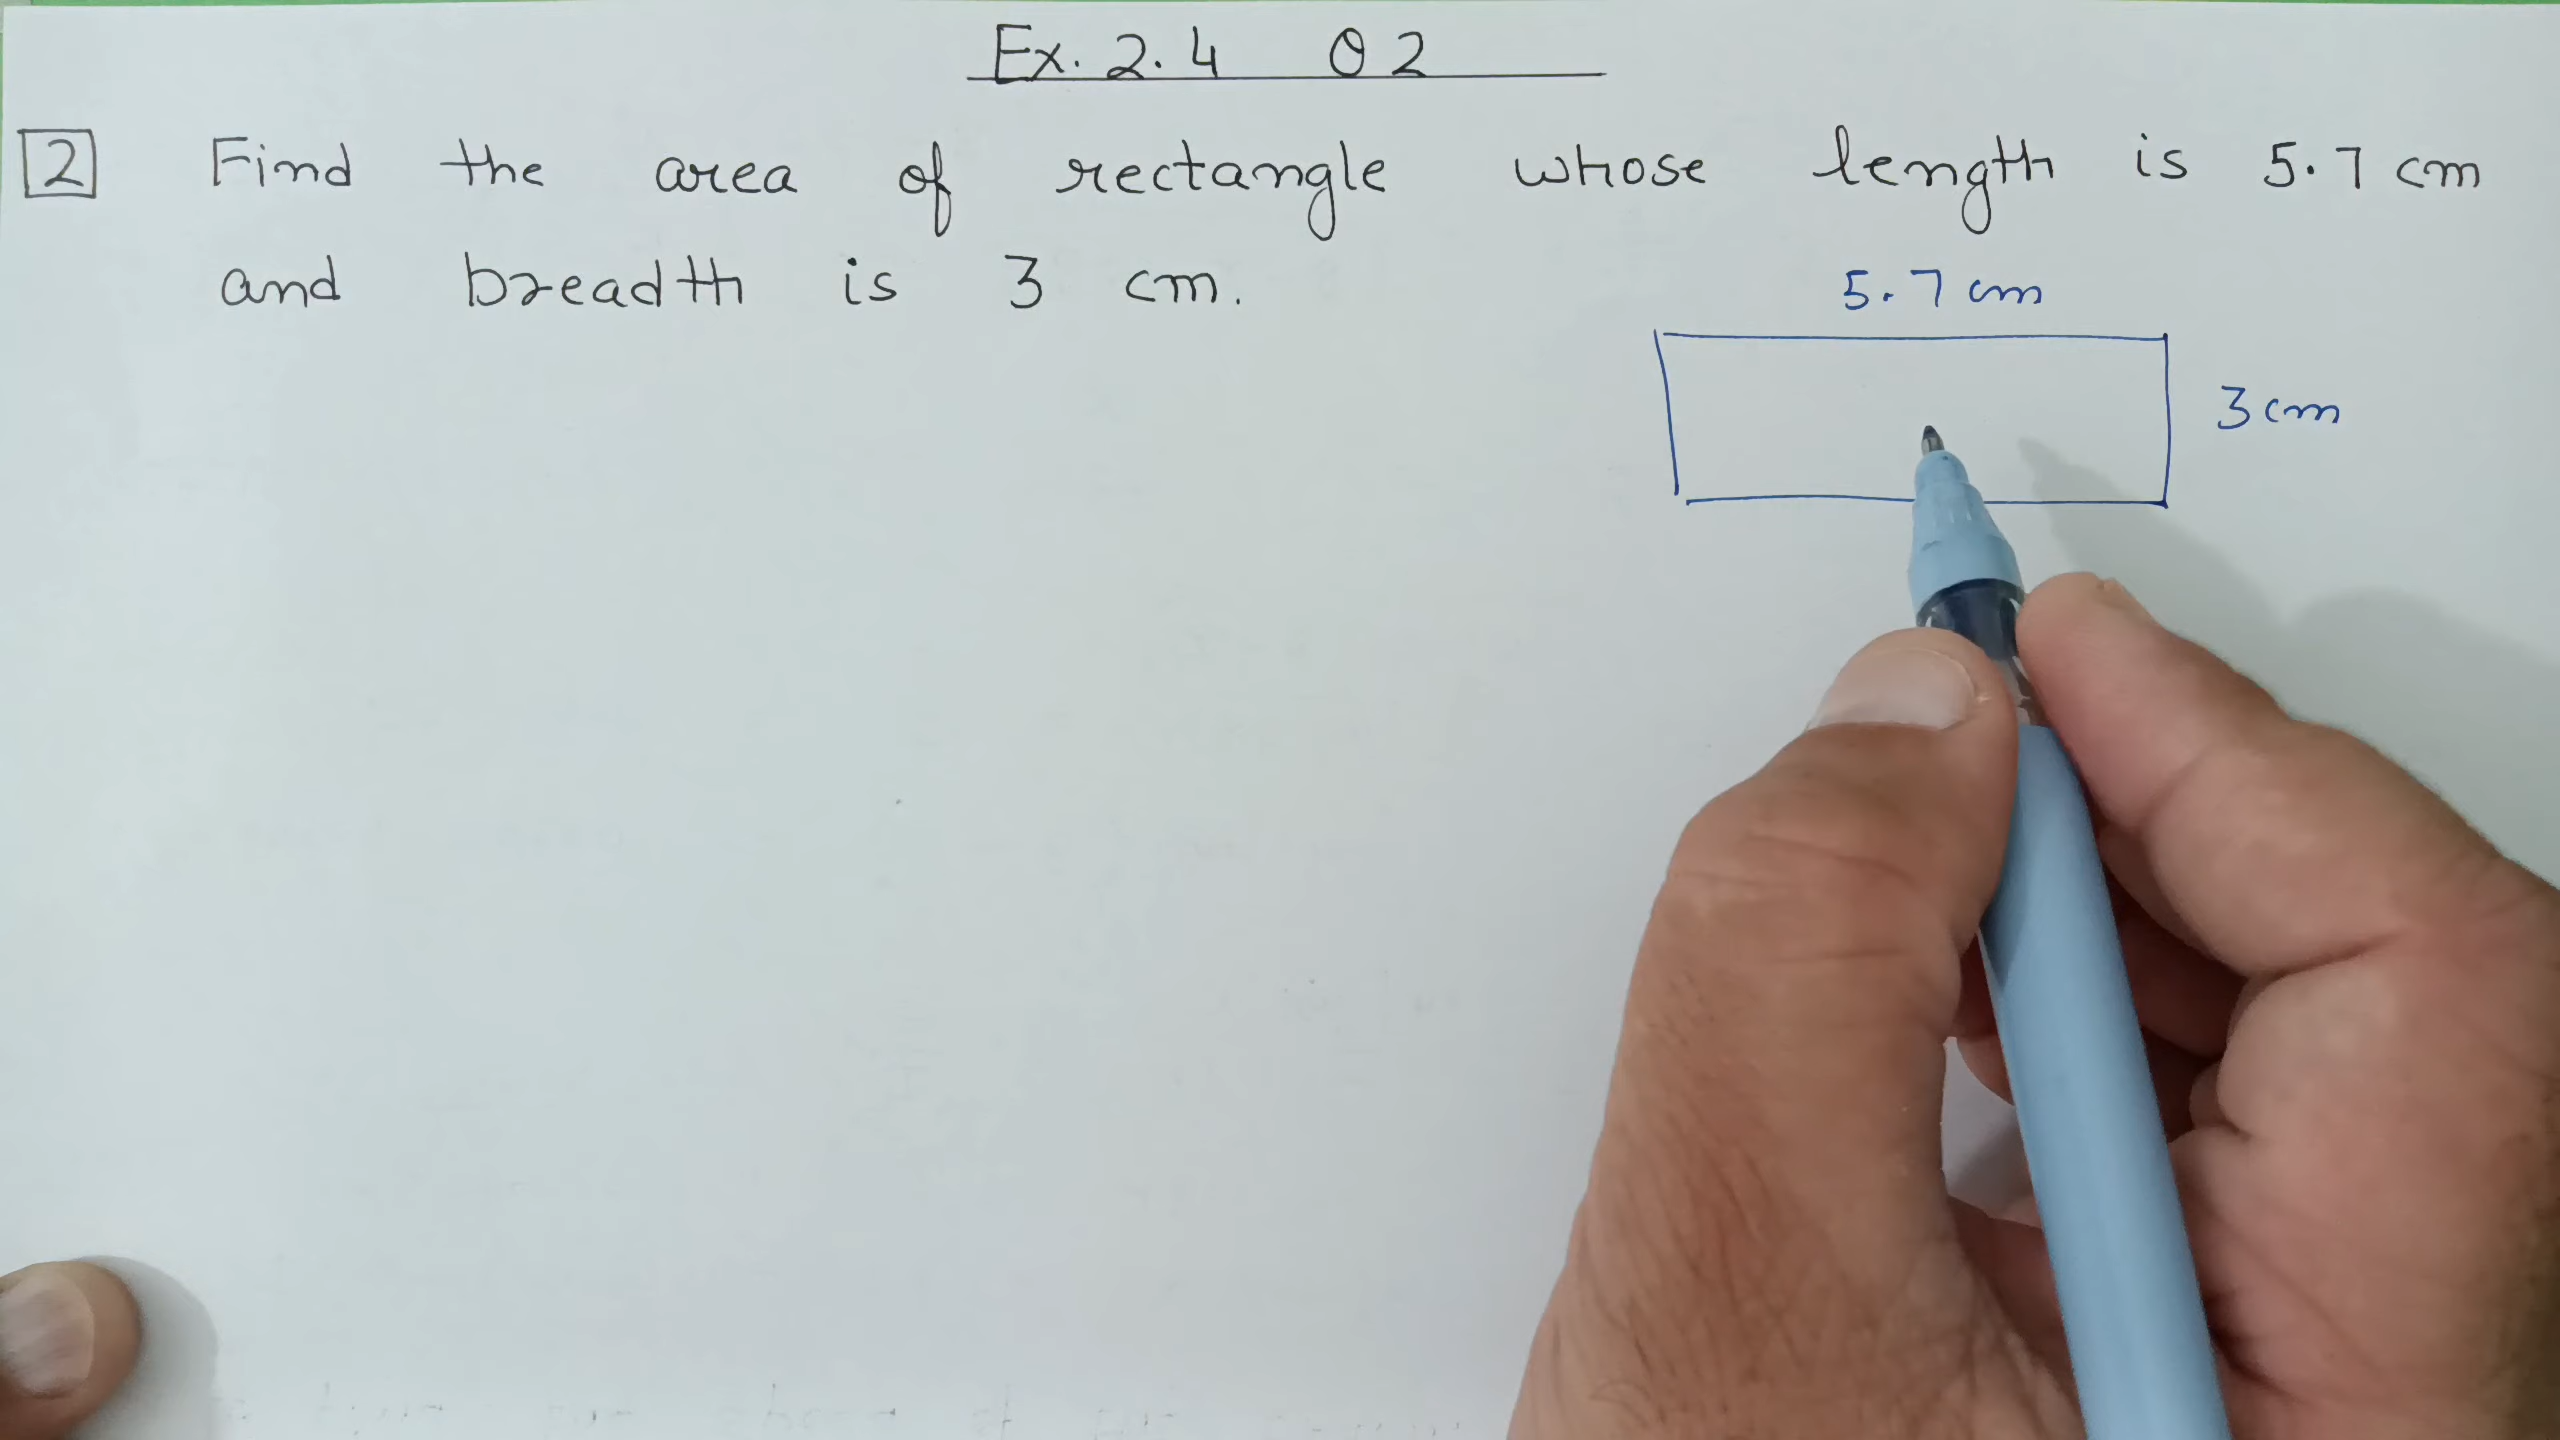 Ex. 2.4 Q2
2 Find the area of rectangle whose length is 5.7 cm
and breadth is 3 cm.
5.7 cm
3 cm